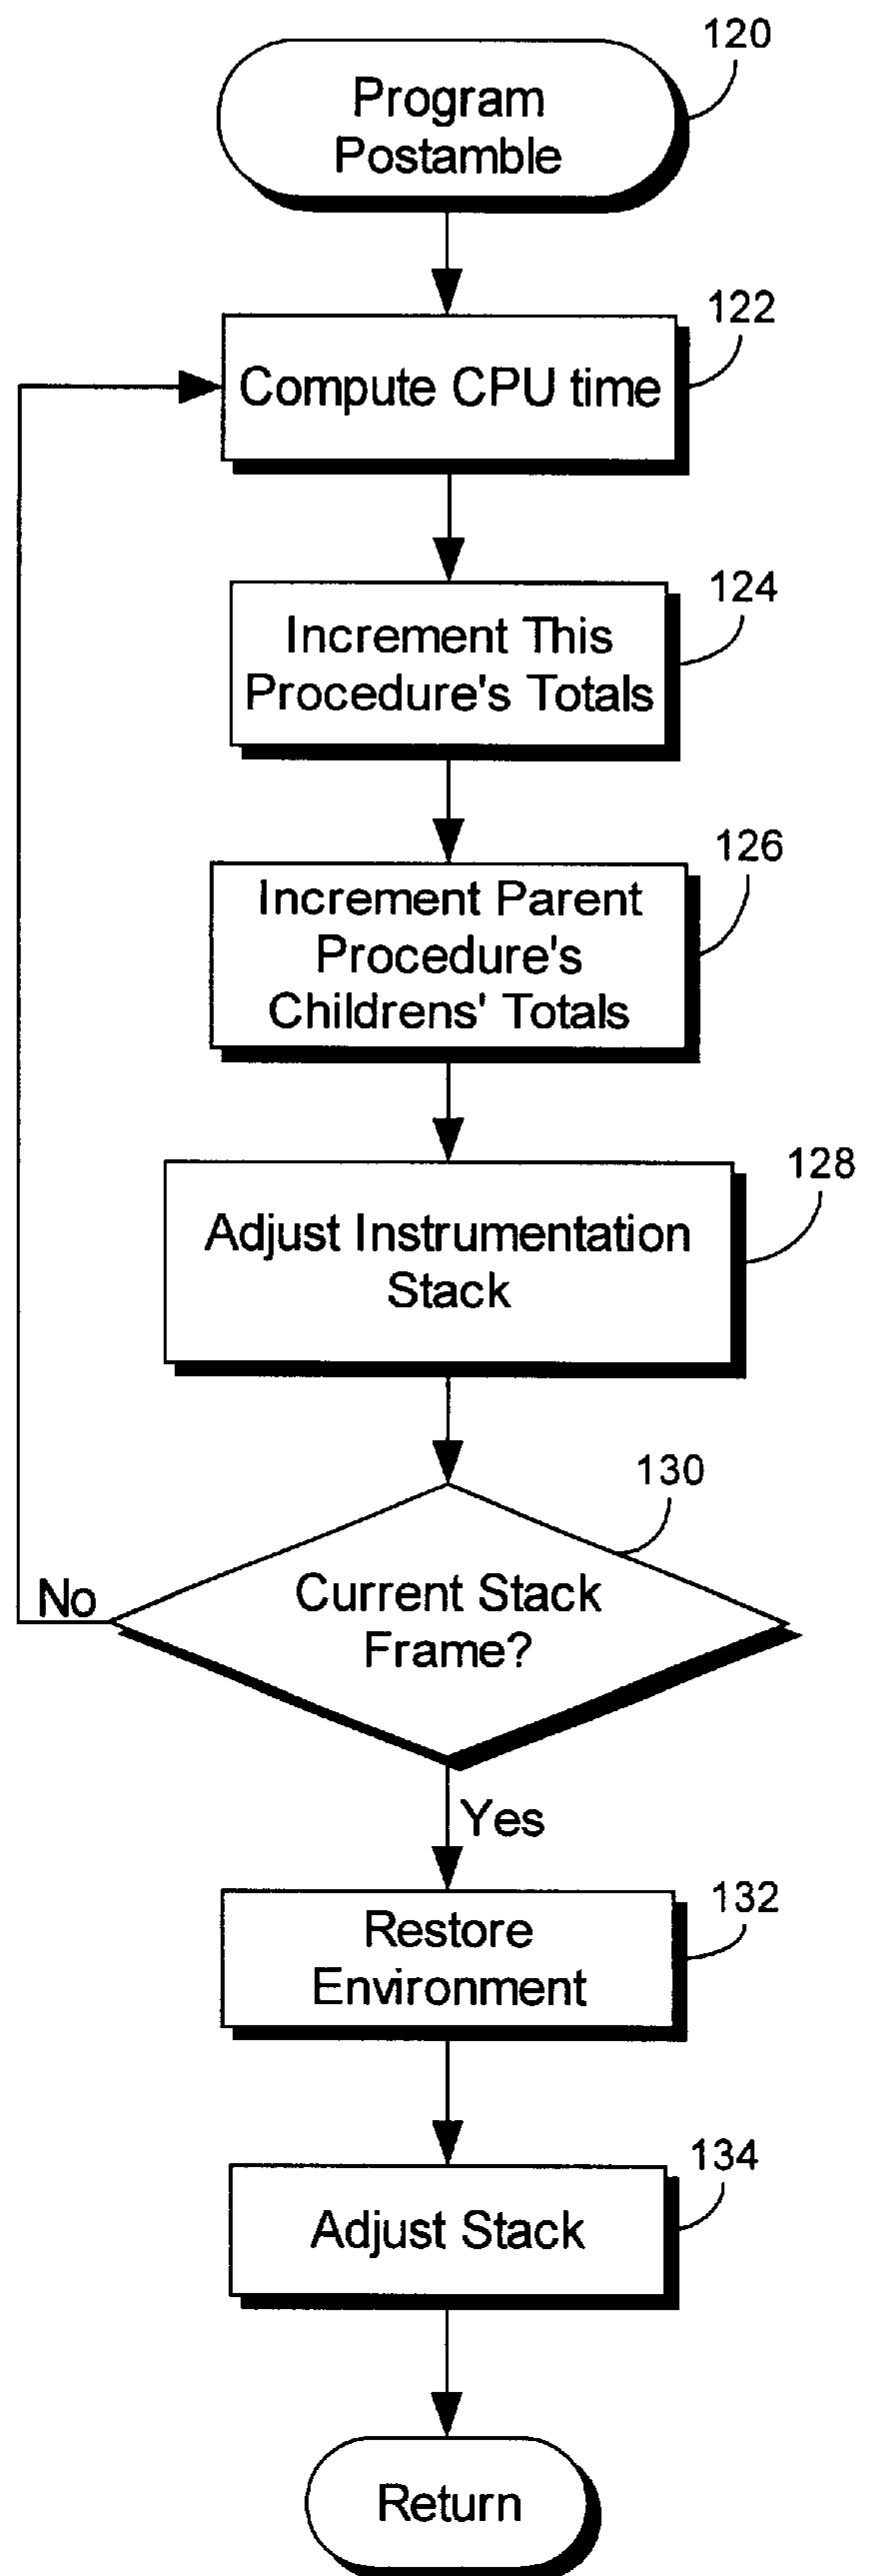 120
Program
Postamble
122
Compute CPU time
124
Increment This
Procedure's Totals
126
Increment Parent
Procedure's
Childrens' Totals
128
Adjust Instrumentation
Stack
130
Current Stack
Frame?
No
Yes
132
Restore
Environment
134
Adjust Stack
Return